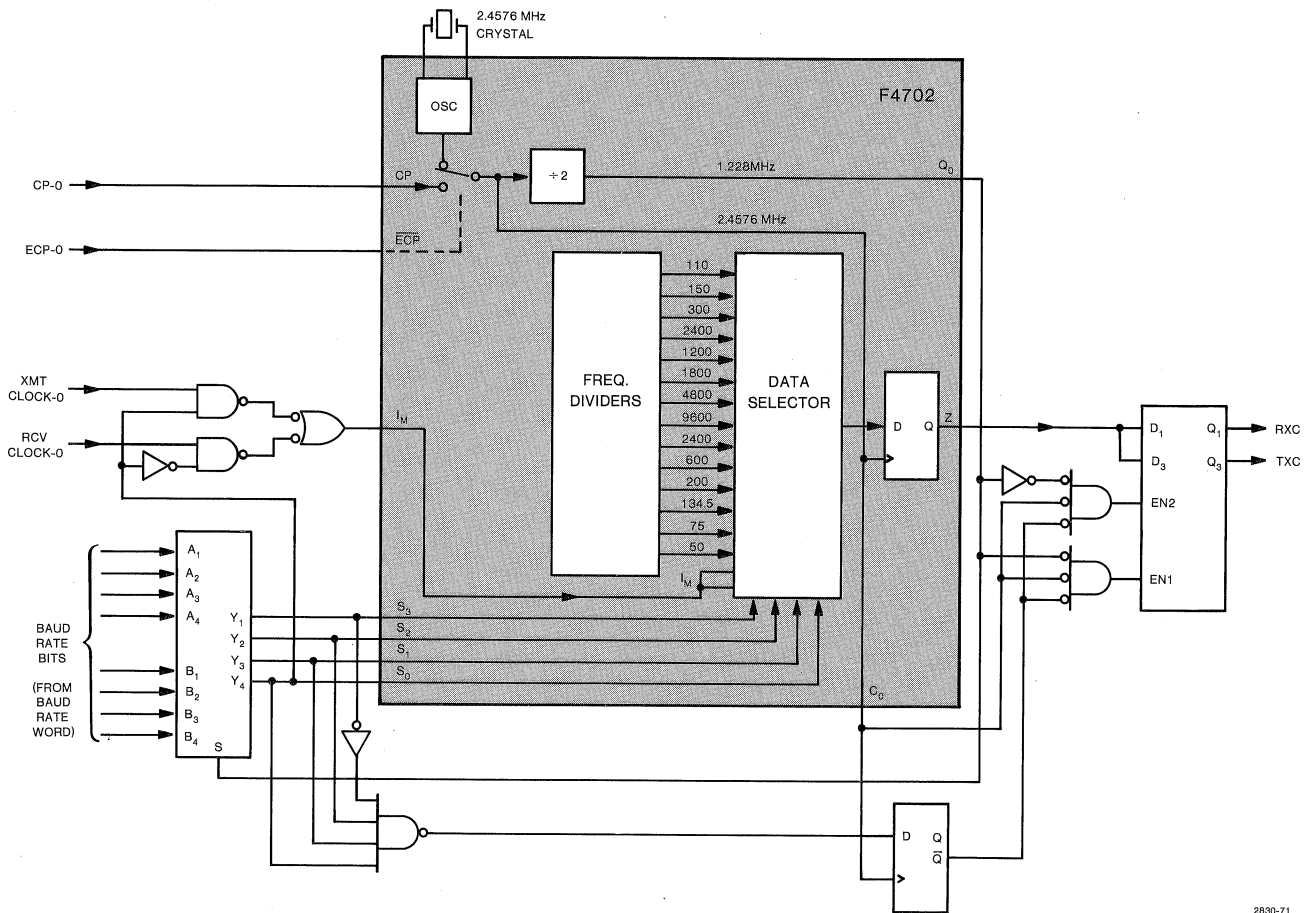 2.4576 MHz
CRYSTAL
F4702
OSC
CP-0
CP
÷2
1.228MHz
Q0
2.4576 MHz
ECP-0
ECP
110
150
300
2400
1200
1800
4800
9600
2400
600
200
134.5
75
50
IM
FREQ.
DIVIDERS
DATA
SELECTOR
XMT
CLOCK-0
RCV
CLOCK-0
IM
D
Q
Z
D1
Q1
RXC
D3
Q3
TXC
EN2
EN1
BAUD
RATE
BITS
(FROM
BAUD
RATE
WORD)
A1
A2
A3
A4
B1
B2
B3
B4
S
Y1
Y2
Y3
Y4
S3
S2
S1
S0
C0
D
Q
Q
2830-71